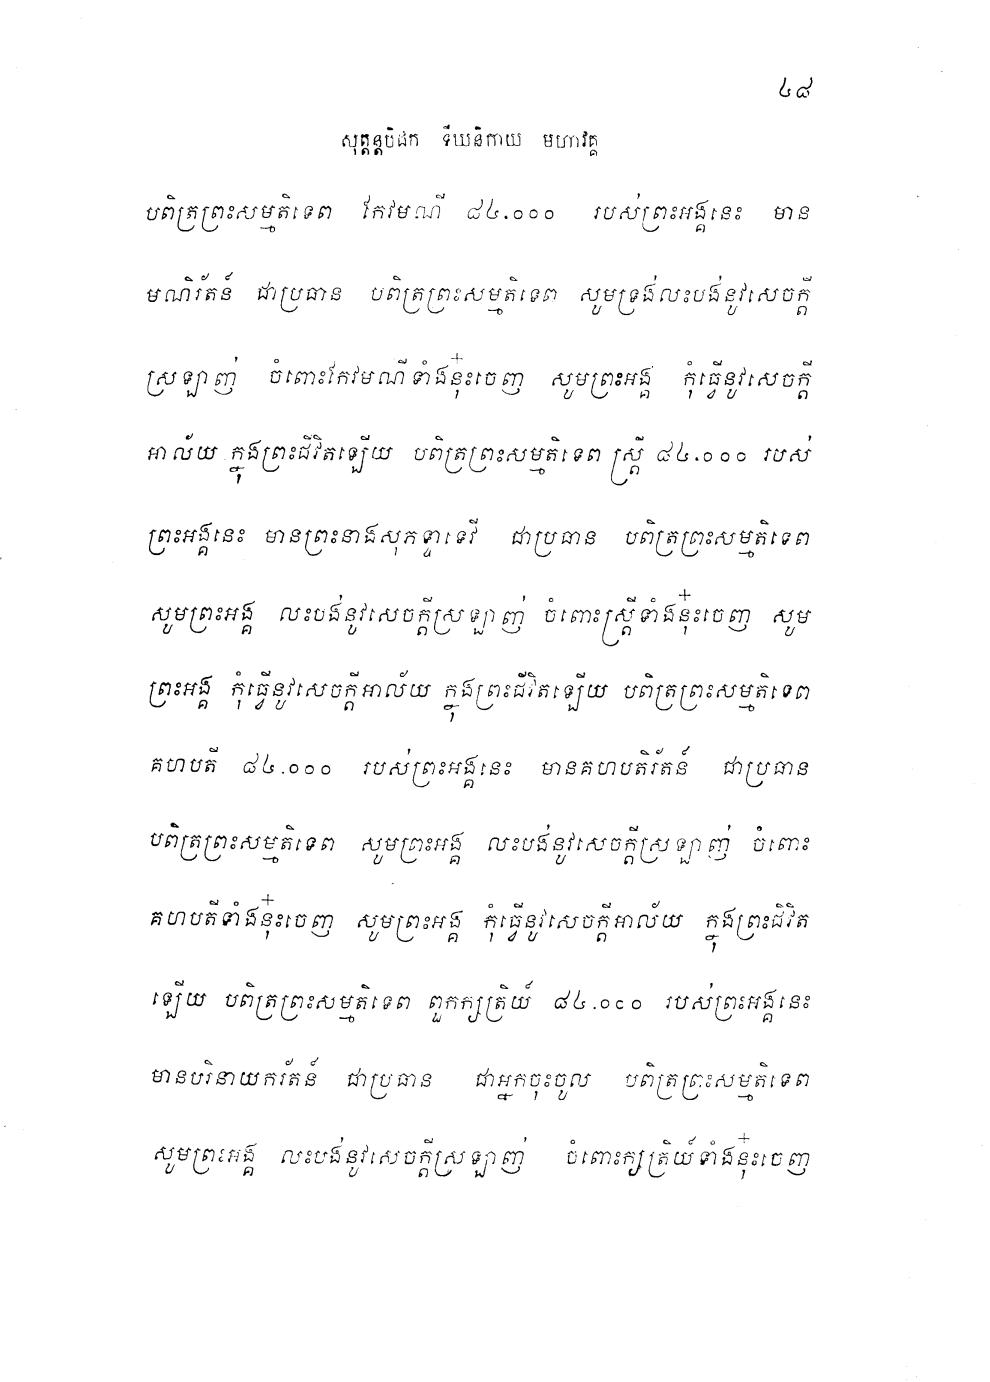 ៤៨
សុត្តន្តបិដក ទីឃនិកាយ មហាវគ្គ
បពិត្រព្រះសម្មតិទេព កែវមណី ៨៤.០០០ របស់ព្រះអង្គនេះ មាន
មណិរ័តន៍ ជាប្រធាន បពិត្រព្រះសម្មតិទេព សូមទ្រង់លះបង់នូវសេចក្តី
ស្រឡាញ់ ចំពោះកែវមណីទាំងនុ៎ះចេញ សូមព្រះអង្គ កុំធ្វើនូវសេចក្តី
អាល័យ ក្នុងព្រះជីវិតឡើយ បពិត្រព្រះសម្មតិទេព ស្ត្រី ៨៤.០០០ របស់
ព្រះអង្គនេះ មានព្រះនាងសុភទ្ទាទេវី ជាប្រធាន បពិត្រព្រះសម្មតិទេព
សូមព្រះអង្គ លះបង់នូវសេចក្តីស្រឡាញ់ ចំពោះស្ត្រីទាំងនុ៎ះចេញ សូម
ព្រះអង្គ កុំធ្វើនូវសេចក្តីអាល័យ ក្នុងព្រះជីវិតឡើយ បពិត្រព្រះសម្មតិទេព
គហបតី ៨៤.០០០ របស់ព្រះអង្គនេះ មានគហបតិរ័តន៍ ជាប្រធាន
បពិត្រព្រះសម្មតិទេព សូមព្រះអង្គ លះបង់នូវសេចក្តីស្រឡាញ់ ចំពោះ
គហបតីទាំងនុ៎ះចេញ សូមព្រះអង្គ កុំធ្វើនូវសេចក្តីអាល័យ ក្នុងព្រះជិវិត
ឡើយ បពិត្រព្រះសម្មតិទេព ពួកក្សត្រិយ៍ ៨៤.០០០ របស់ព្រះអង្គនេះ
មានបរិនាយករ័តន៍ ជាប្រធាន ជាអ្នកចុះចូល បពិត្រព្រះសម្មតិទេព
សូមព្រះអង្គ លះបង់នូវសេចក្តីស្រឡាញ់ ចំពោះក្សត្រិយ៍ទាំងនុ៎ះចេញ